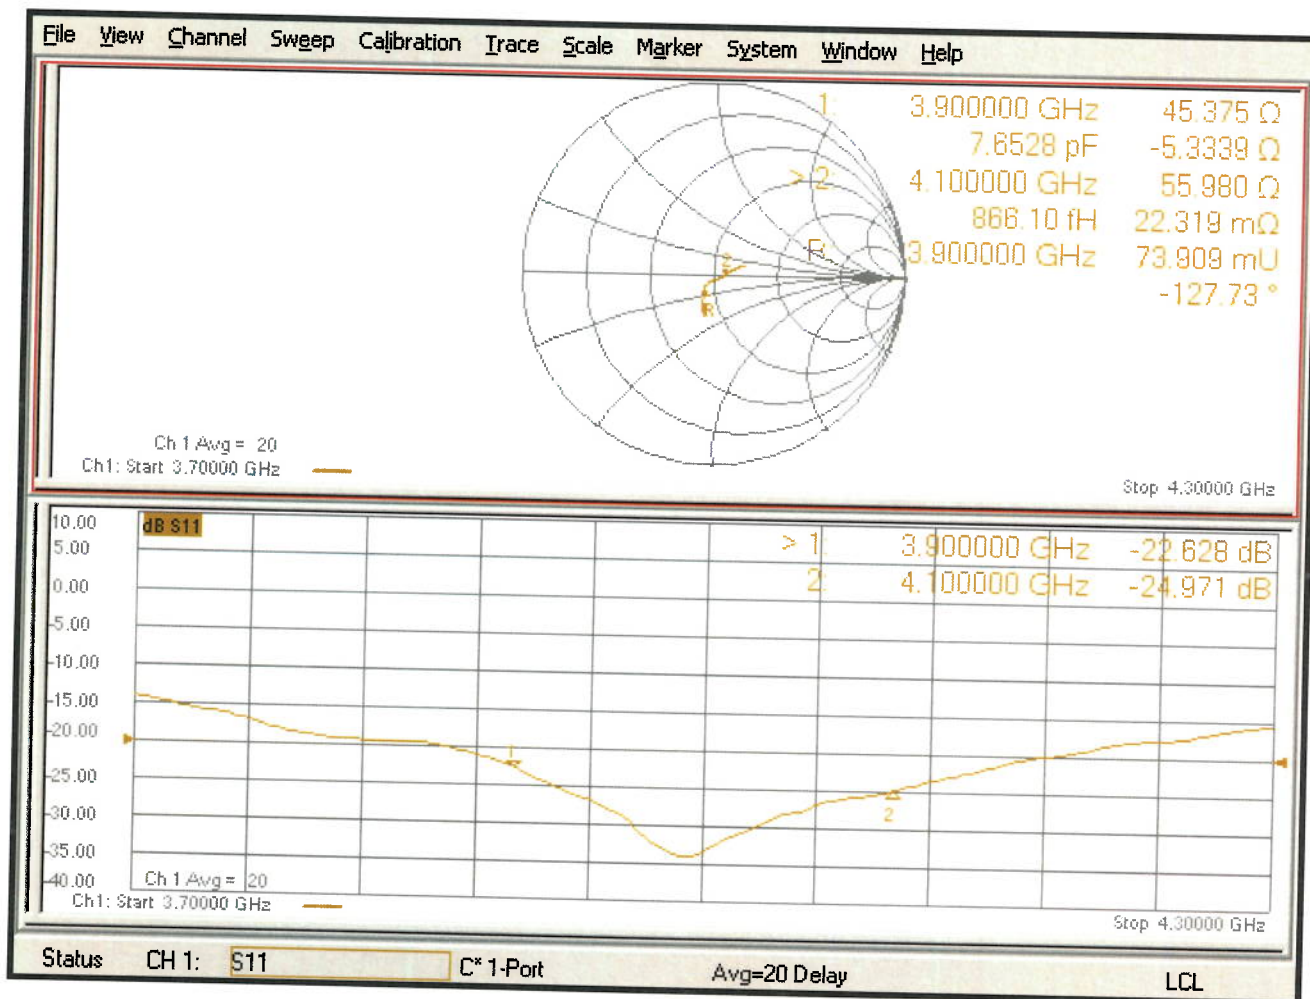 File View Channel Sweep Calibration Trace Scale Marker System Window Help
1: 3.900000 GHz 45.375 Ω
7.6528 pF -5.3339 Ω
> 2: 4.100000 GHz 55.980 Ω
866.10 fH 22.319 mΩ
R: 3.900000 GHz 73.909 mU
-127.73 °
2
R
Ch 1 Avg = 20
Ch1: Start 3.70000 GHz
Stop 4.30000 GHz
10.00
dB S11
5.00
0.00
-5.00
-10.00
-15.00
-20.00
-25.00
-30.00
-35.00
-40.00
> 1: 3.900000 GHz -22.628 dB
2: 4.100000 GHz -24.971 dB
1
2
Ch 1 Avg = 20
Ch1: Start 3.70000 GHz
Stop 4.30000 GHz
Status CH 1: S11 C* 1-Port Avg=20 Delay LCL